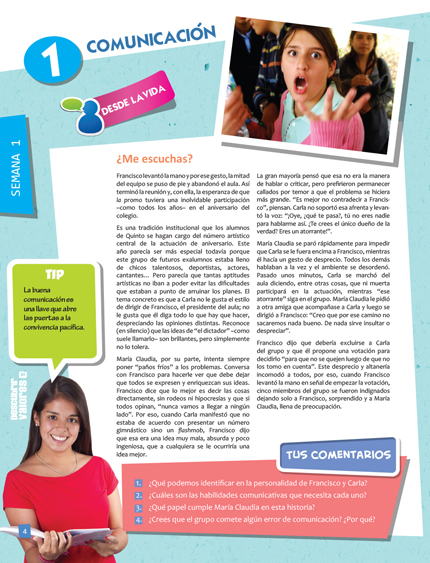 1
COMUNICACIÓN
DESDE LA VIDA
SEMANA 1
¿Me escuchas?
Francisco levantó la mano y por ese gesto, la mitad
del equipo se puso de pie y abandonó el aula. Así
terminó la reunión y, con ella, la esperanza de que
la promo tuviera una inolvidable participación
–como todos los años– en el aniversario del
colegio.
Es una tradición institucional que los alumnos
de Quinto se hagan cargo del número artístico
central de la actuación de aniversario. Este
año parecía ser más especial todavía porque
este grupo de futuros exalumnos estaba lleno
de chicos talentosos, deportistas, actores,
cantantes... Pero parecía que tantas aptitudes
artísticas no iban a poder evitar las dificultades
que estaban a punto de arruinar los planes. El
tema concreto es que a Carla no le gusta el estilo
de dirigir de Francisco, el presidente del aula; no
le gusta que él diga todo lo que hay que hacer,
despreciando las opiniones distintas. Reconoce
(en silencio) que las ideas de "el dictador" –como
suele llamarlo– son brillantes, pero simplemente
no lo tolera.
María Claudia, por su parte, intenta siempre
poner "paños fríos" a los problemas. Conversa
con Francisco para hacerle ver que debe dejar
que todos se expresen y enriquezcan sus ideas.
Francisco dice que lo mejor es decir las cosas
directamente, sin rodeos ni hipocresías y que si
todos opinan, "nunca vamos a llegar a ningún
lado". Por eso, cuando Carla manifestó que no
estaba de acuerdo con presentar un número
gimnástico sino un flashmob, Francisco dijo
que esa era una idea muy mala, absurda y poco
ingeniosa, que a cualquiera se le ocurriría una
idea mejor.
La gran mayoría pensó que esa no era la manera
de hablar o criticar, pero prefirieron permanecer
callados por temor a que el problema se hiciera
más grande. "Es mejor no contradecir a Francis-
co", piensan. Carla no soportó esa afrenta y levan-
tó la voz: "¡Oye, ¿qué te pasa?, tú no eres nadie
para hablarme así. ¿Te crees el único dueño de la
verdad? Eres un atorrante!".
María Claudia se paró rápidamente para impedir
que Carla se le fuera encima a Francisco, mientras
él hacía un gesto de desprecio. Todos los demás
hablaban a la vez y el ambiente se desordenó.
Pasado unos minutos, Carla se marchó del
aula diciendo, entre otras cosas, que ni muerta
participará en la actuación, mientras "ese
atorrante" siga en el grupo. María Claudia le pidió
a otra amiga que acompañase a Carla y luego se
dirigió a Francisco: "Creo que por ese camino no
sacaremos nada bueno. De nada sirve insultar o
despreciar".
Francisco dijo que debería excluirse a Carla
del grupo y que él propone una votación para
decidirlo "para que no se quejen luego de que no
los tomo en cuenta". Este desprecio y altanería
incomodó a todos, por eso, cuando Francisco
levantó la mano en señal de empezar la votación,
cinco miembros del grupo se fueron indignados
dejando solo a Francisco, sorprendido y a María
Claudia, llena de preocupación.
TIP
La buena
comunicación es
una llave que abre
las puertas a la
convivencia pacífica.
TUS COMENTARIOS
1. ¿Qué podemos identificar en la personalidad de Francisco y Carla?
2. ¿Cuáles son las habilidades comunicativas que necesita cada uno?
3. ¿Qué papel cumple María Claudia en esta historia?
4. ¿Crees que el grupo comete algún error de comunicación? ¿Por qué?
4